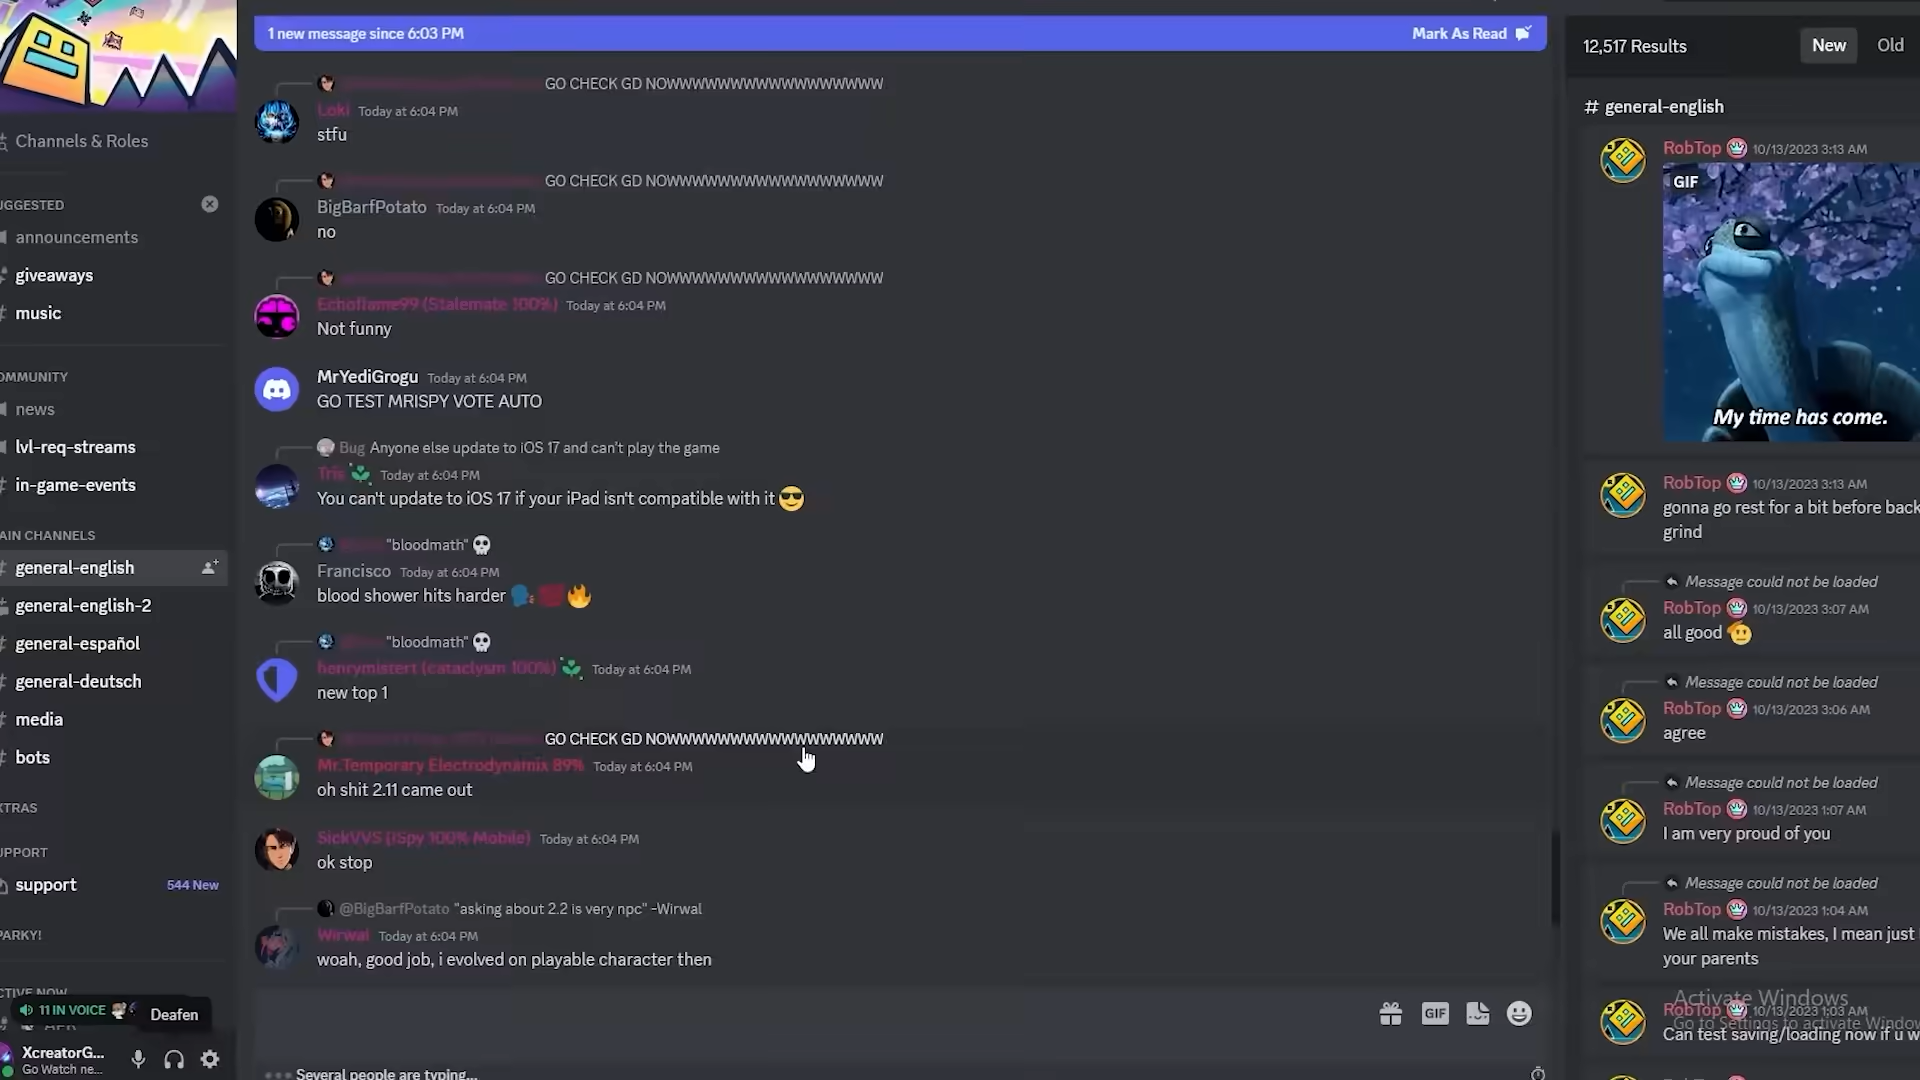 1 new message since 6:03 PM
Mark As Read
Channels & Roles
UGGESTED
announcements
giveaways
music
OMMUNITY
news
lvl-req-streams
in-game-events
AIN CHANNELS
general-english
general-english-2
general-español
general-deutsch
media
bots
XTRAS
UPPORT
support
544 New
PARKY!
CTIVE NOW
11 IN VOICE
Deafen
XcreatorG...
Go Watch ne...
GO CHECK GD NOWWWWWWWWWWWWWWWWW
Loki Today at 6:04 PM
stfu
GO CHECK GD NOWWWWWWWWWWWWWWWWW
BigBarfPotato Today at 6:04 PM
no
GO CHECK GD NOWWWWWWWWWWWWWWWWW
Echoflame99 (Stalemate 100%) Today at 6:04 PM
Not funny
MrYediGrogu Today at 6:04 PM
GO TEST MRISPY VOTE AUTO
Bug Anyone else update to iOS 17 and can't play the game
Tris Today at 6:04 PM
You can't update to iOS 17 if your iPad isn't compatible with it 😎
"bloodmath" 💀
Francisco Today at 6:04 PM
blood shower hits harder 🗣️ 🔥
"bloodmath" 💀
henrymistert (cataclysm 100%) Today at 6:04 PM
new top 1
GO CHECK GD NOWWWWWWWWWWWWWWWWW
Mr.Temporary Electrodynamix 89% Today at 6:04 PM
oh shit 2.11 came out
SickVVS [iSpy 100% Mobile] Today at 6:04 PM
ok stop
@BigBarfPotato "asking about 2.2 is very npc" -Wirwal
Wirwal Today at 6:04 PM
woah, good job, i evolved on playable character then
GIF
Several people are typing...
12,517 Results
New
Old
# general-english
RobTop 10/13/2023 3:13 AM
GIF
My time has come.
RobTop 10/13/2023 3:13 AM
gonna go rest for a bit before back
grind
Message could not be loaded
RobTop 10/13/2023 3:07 AM
all good 🫡
Message could not be loaded
RobTop 10/13/2023 3:06 AM
agree
Message could not be loaded
RobTop 10/13/2023 1:07 AM
I am very proud of you
Message could not be loaded
RobTop 10/13/2023 1:04 AM
We all make mistakes, I mean just
your parents
Activate Windows
RobTop 10/13/2023 1:03 AM
Go to Settings to activate Window
Can test saving/loading now if u w